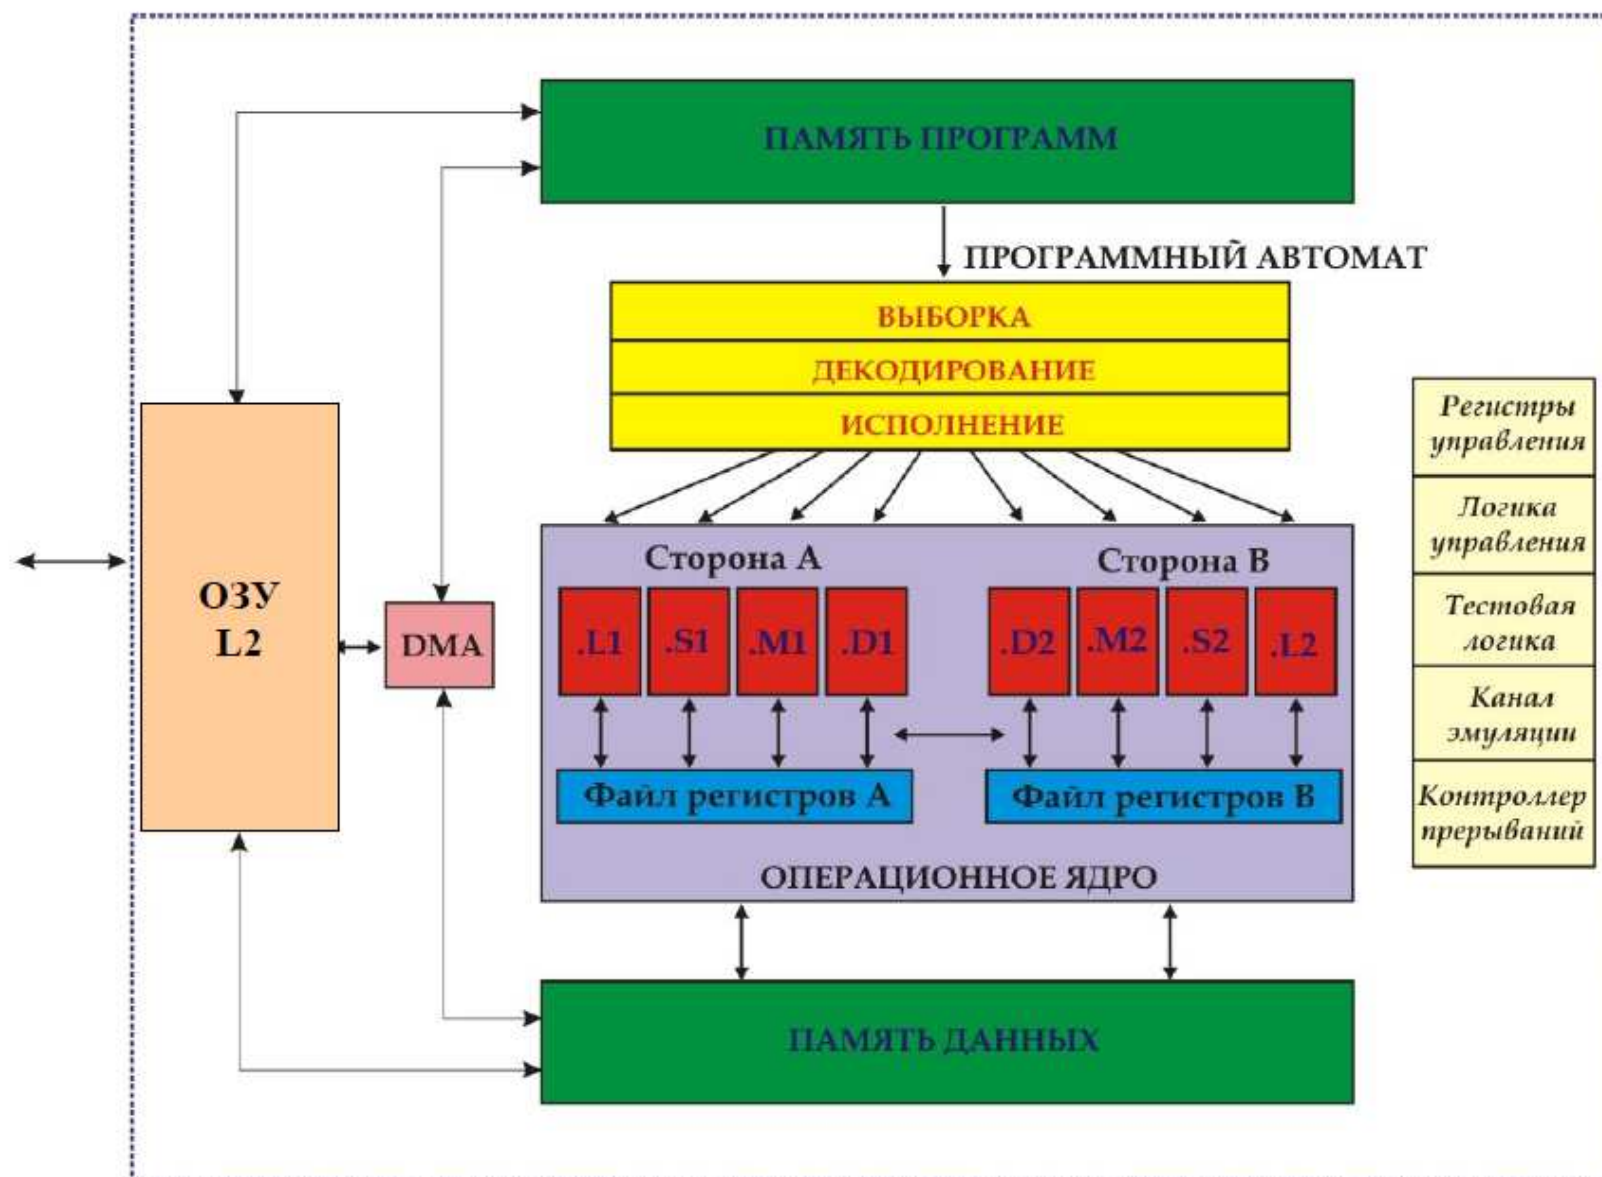 ПАМЯТЬ ПРОГРАММ
ПРОГРАММНЫЙ АВТОМАТ
ВЫБОРКА
ДЕКОДИРОВАНИЕ
ИСПОЛНЕНИЕ
ОЗУ
L2
DMA
Сторона А
Сторона В
.L1
.S1
.M1
.D1
.D2
.M2
.S2
.L2
Файл регистров А
Файл регистров В
ОПЕРАЦИОННОЕ ЯДРО
ПАМЯТЬ ДАННЫХ
Регистры
управления
Логика
управления
Тестовая
логика
Канал
эмуляции
Контроллер
прерываний